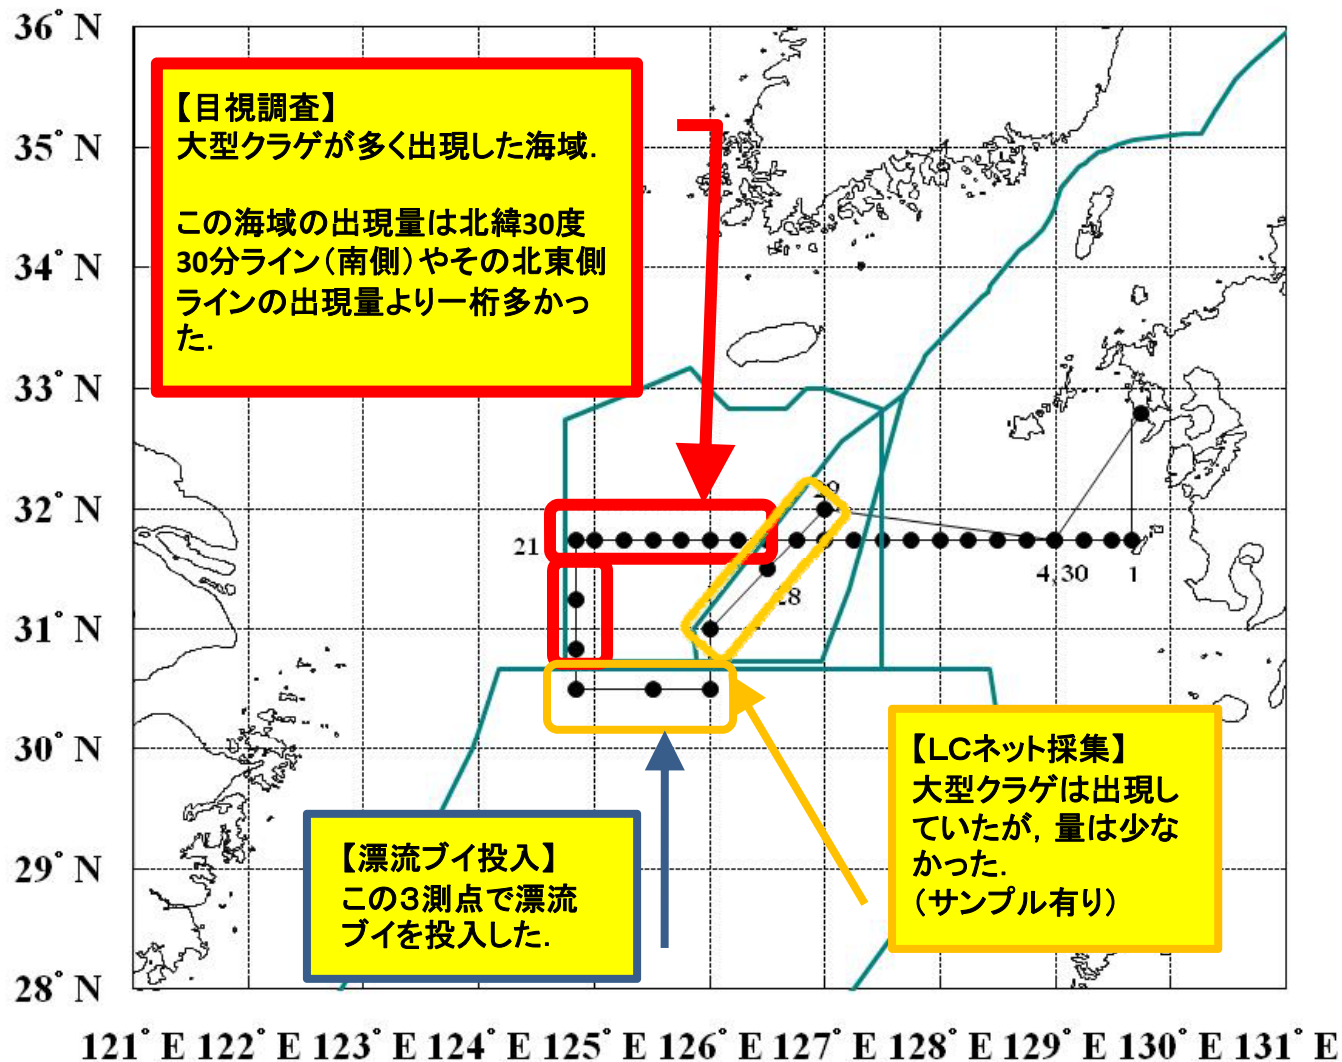 36° N
35° N
34° N
33° N
32° N
31° N
30° N
29° N
28° N
【目視調査】
大型クラゲが多く出現した海域.
この海域の出現量は北緯30度
30分ライン（南側）やその北東側
ラインの出現量より一桁多かっ
た.
29
21
28
4,30
1
【LCネット採集】
大型クラゲは出現し
ていたが，量は少な
かった.
（サンプル有り）
【漂流ブイ投入】
この３測点で漂流
ブイを投入した.
121° E 122° E 123° E 124° E 125° E 126° E 127° E 128° E 129° E 130° E 131° E